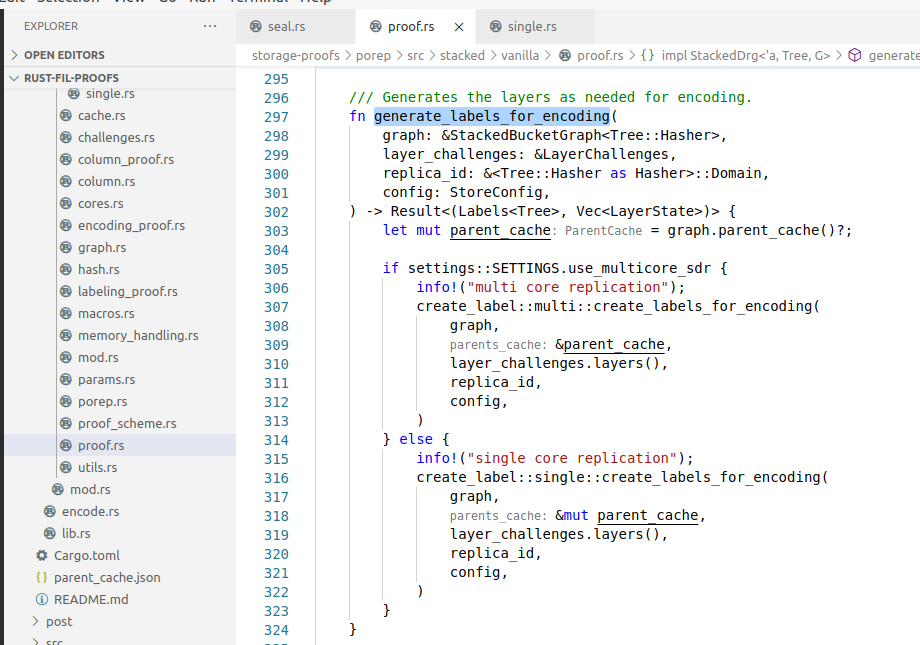 EXPLORER ...
OPEN EDITORS
RUST-FIL-PROOFS
single.rs
cache.rs
challenges.rs
column_proof.rs
column.rs
cores.rs
encoding_proof.rs
graph.rs
hash.rs
labeling_proof.rs
macros.rs
memory_handling.rs
mod.rs
params.rs
porep.rs
proof_scheme.rs
proof.rs
utils.rs
mod.rs
encode.rs
lib.rs
Cargo.toml
{} parent_cache.json
README.md
> post
> src
seal.rs proof.rs × single.rs
storage-proofs > porep > src > stacked > vanilla > proof.rs > {} impl StackedDrg<'a, Tree, G> > generate
295
296 /// Generates the layers as needed for encoding.
297 fn generate_labels_for_encoding(
298 graph: &StackedBucketGraph<Tree::Hasher>,
299 layer_challenges: &LayerChallenges,
300 replica_id: &<Tree::Hasher as Hasher>::Domain,
301 config: StoreConfig,
302 ) -> Result<(Labels<Tree>, Vec<LayerState>)> {
303 let mut parent_cache: ParentCache = graph.parent_cache()?;
304
305 if settings::SETTINGS.use_multicore_sdr {
306 info!("multi core replication");
307 create_label::multi::create_labels_for_encoding(
308 graph,
309 parents_cache: &parent_cache,
310 layer_challenges.layers(),
311 replica_id,
312 config,
313 )
314 } else {
315 info!("single core replication");
316 create_label::single::create_labels_for_encoding(
317 graph,
318 parents_cache: &mut parent_cache,
319 layer_challenges.layers(),
320 replica_id,
321 config,
322 )
323 }
324 }